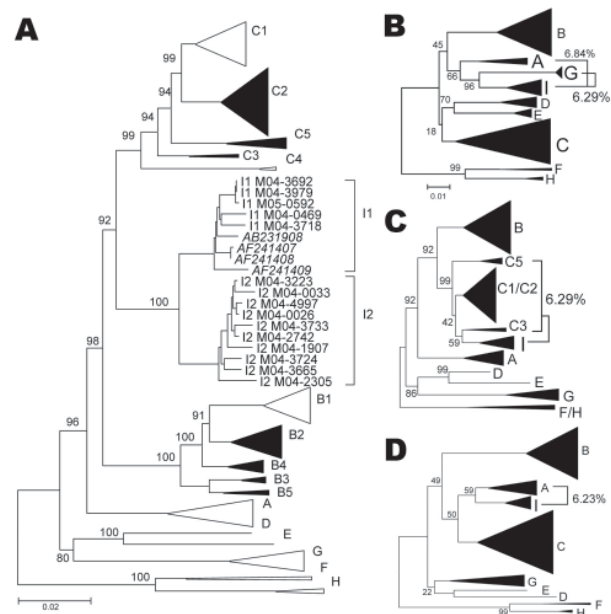 A
C1
99
94
C2
94
99
C5
C3
C4
92
I1 M04-3692
I1 M04-3979
I1 M05-0592
I1 M04-0469
I1 M04-3718
AB231908
AF241407
AF241408
AF241409
I1
100
I2 M04-3223
I2 M04-0033
I2 M04-4997
I2 M04-0026
I2 M04-3733
I2 M04-2742
I2 M04-1907
I2 M04-3724
I2 M04-3665
I2 M04-2305
I2
98
B1
91
B2
100
100
B4
B3
B5
96
A
D
100
E
80
G
F
100
H
0.02
B
B
45
A
6.84%
66
G
96
I
6.29%
70
D
E
18
C
99
F
H
0.01
C
B
92
C5
99
C1/C2
6.29%
92
42
C3
59
I
A
99
D
E
86
G
F/H
D
B
49
59
A
I
6.23%
50
C
G
22
E
D
F
99
H